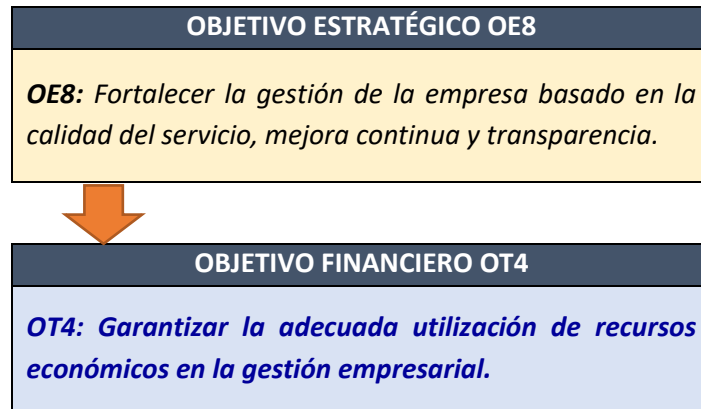 OBJETIVO ESTRATÉGICO OE8
OE8: Fortalecer la gestión de la empresa basado en la
calidad del servicio, mejora continua y transparencia.
OBJETIVO FINANCIERO OT4
OT4: Garantizar la adecuada utilización de recursos
económicos en la gestión empresarial.